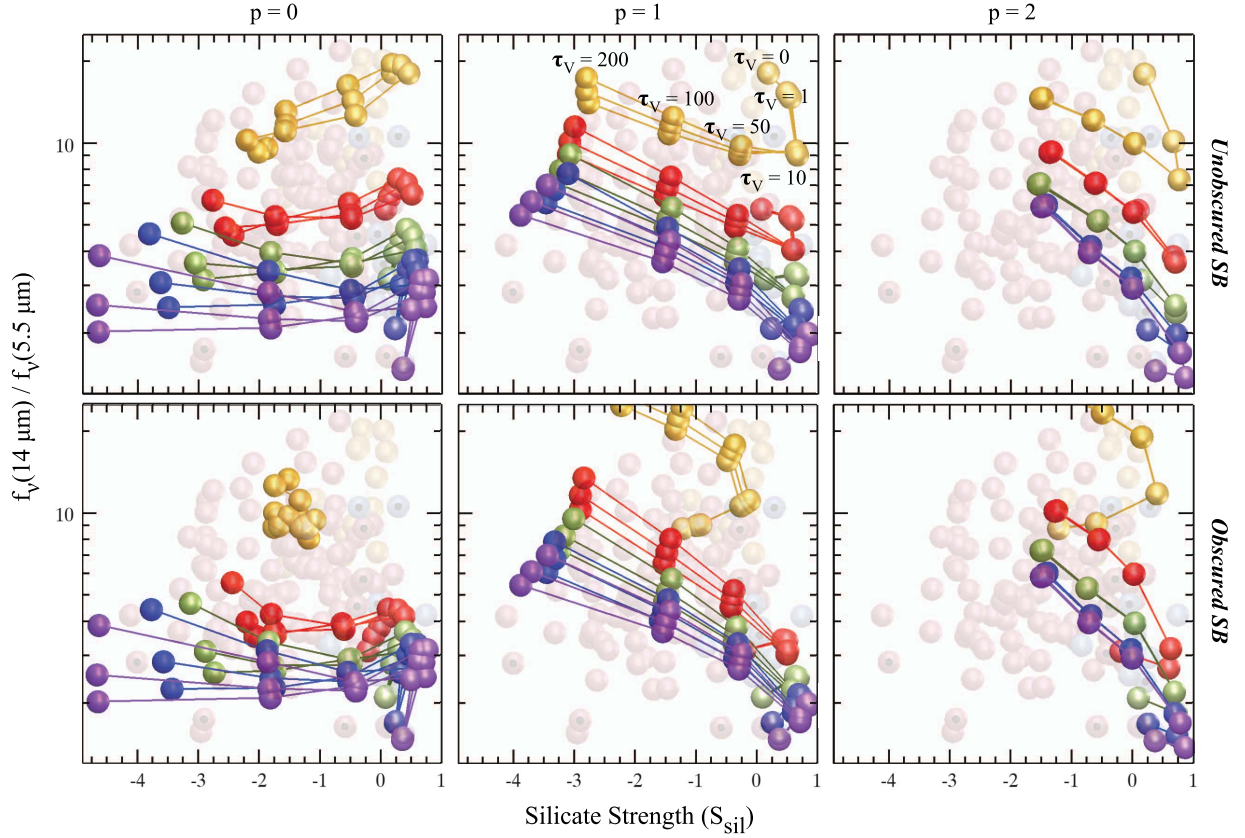 p = 0
p = 1
p = 2
τV = 200
τV = 0
τV = 100
τV = 1
τV = 50
τV = 10
10
Unobscured SB
fν(14 µm) / fν(5.5 µm)
10
Obscured SB
-4 -3 -2 -1 0 1
-4 -3 -2 -1 0 1
-4 -3 -2 -1 0 1
Silicate Strength (Ssil)